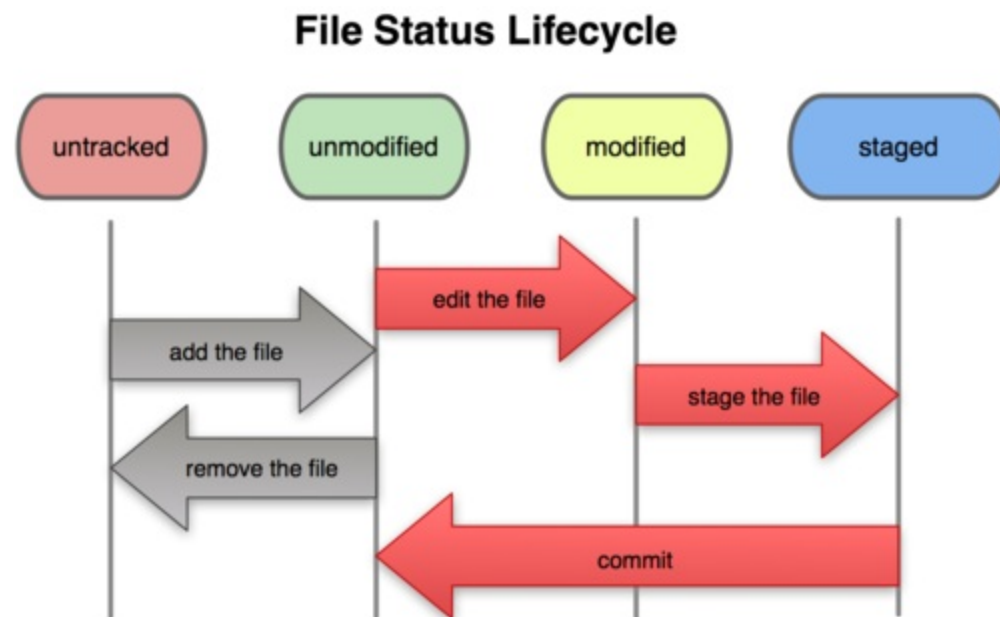 File Status Lifecycle
untracked
unmodified
modified
staged
edit the file
add the file
stage the file
remove the file
commit